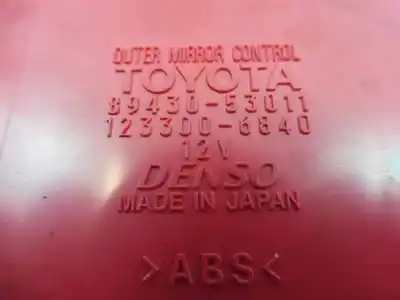 OUTER MIRROR CONTROL
TOYOTA
89430-53011
123300-6840
12V
DENSO
MADE IN JAPAN
>ABS<